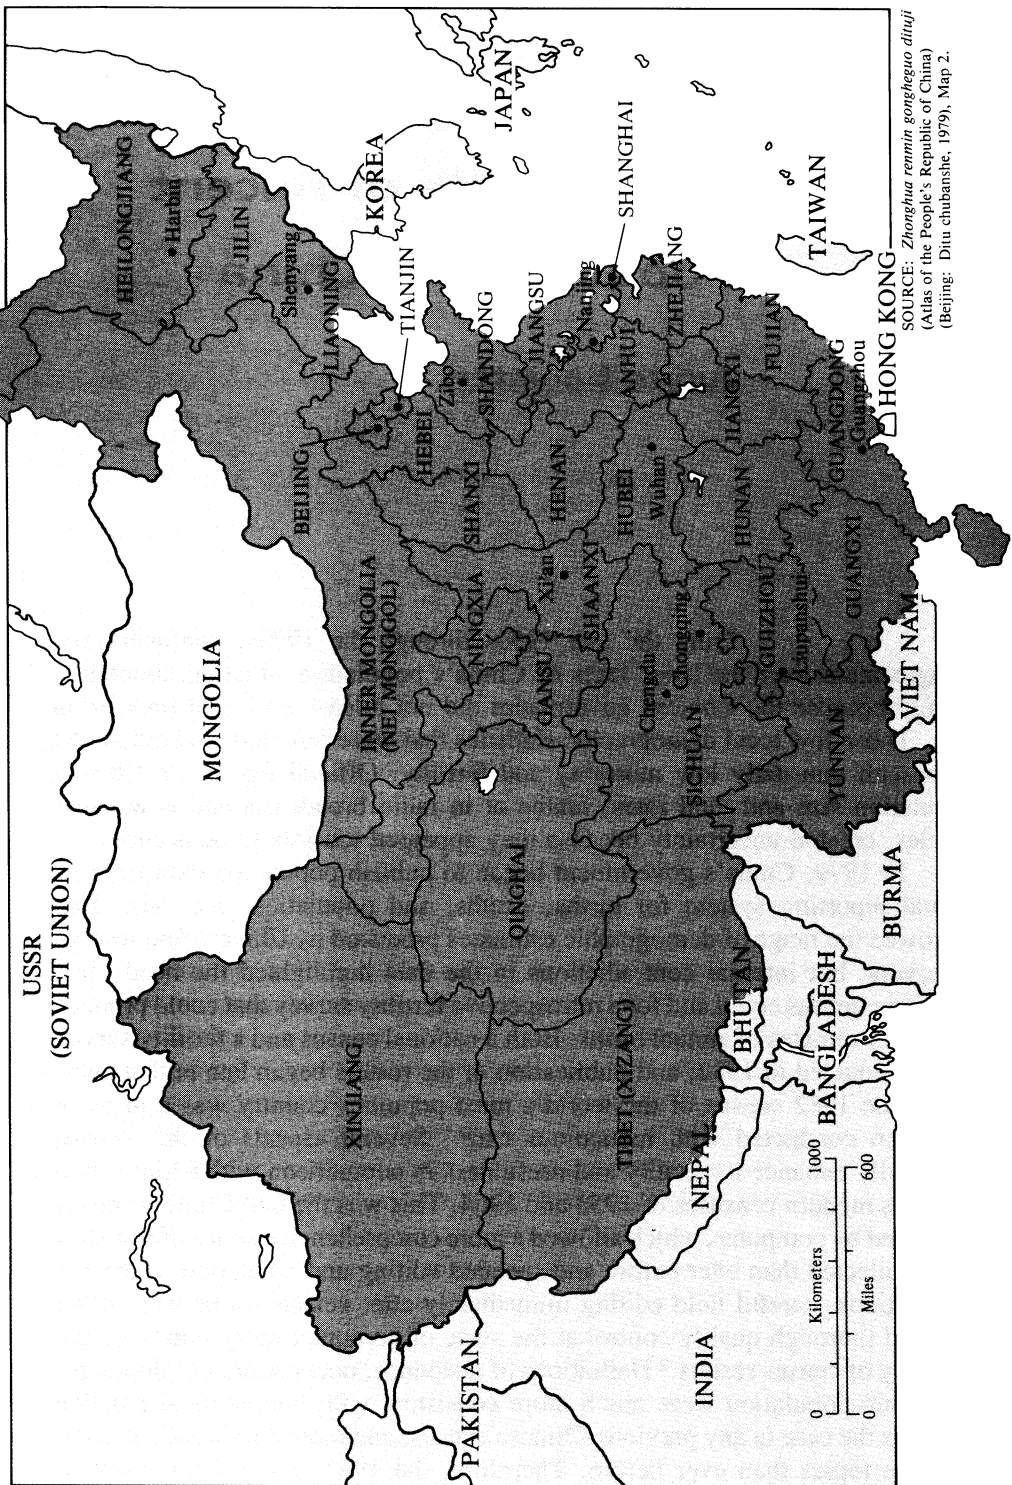 USSR
(SOVIET UNION)
MONGOLIA
HEILONGJIANG
Harbin
JILIN
Shenyang
LIAONING
KOREA
JAPAN
BEIJING
TIANJIN
HEBEI
INNER MONGOLIA
(NEI MONGGOL)
XINJIANG
NINGXIA
SHANXI
Zibo
SHANDONG
QINGHAI
GANSU
Xi'an
SHAANXI
HENAN
JIANGSU
Nanjing
SHANGHAI
ANHUI
HUBEI
Wuhan
ZHEJIANG
TIBET (XIZANG)
Chengdu
Chongqing
SICHUAN
HUNAN
JIANGXI
FUJIAN
GUIZHOU
Liupanshui
YUNNAN
GUANGXI
GUANGDONG
Guangzhou
HONG KONG
TAIWAN
PAKISTAN
INDIA
NEPAL
BHUTAN
BANGLADESH
BURMA
VIET NAM
0 Kilometers 1000
0 Miles 600
SOURCE: Zhonghua renmin gongheguo dituji
(Atlas of the People's Republic of China)
(Beijing: Ditu chubanshe, 1979), Map 2.